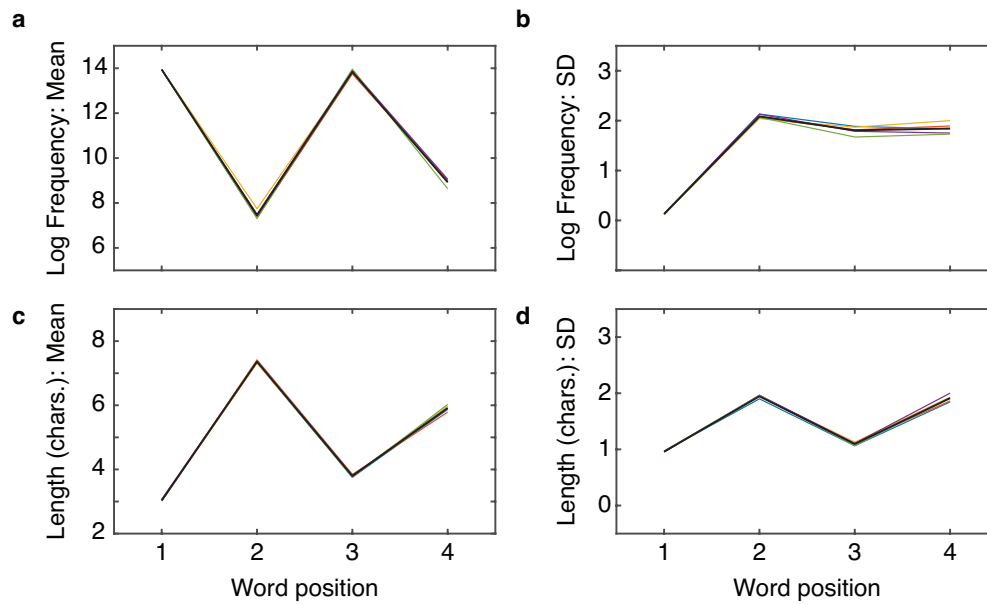 a
Log Frequency: Mean
14
12
10
8
6
b
Log Frequency: SD
3
2
1
0
c
Length (chars.): Mean
8
6
4
2
1 2 3 4
Word position
d
Length (chars.): SD
3
2
1
0
1 2 3 4
Word position